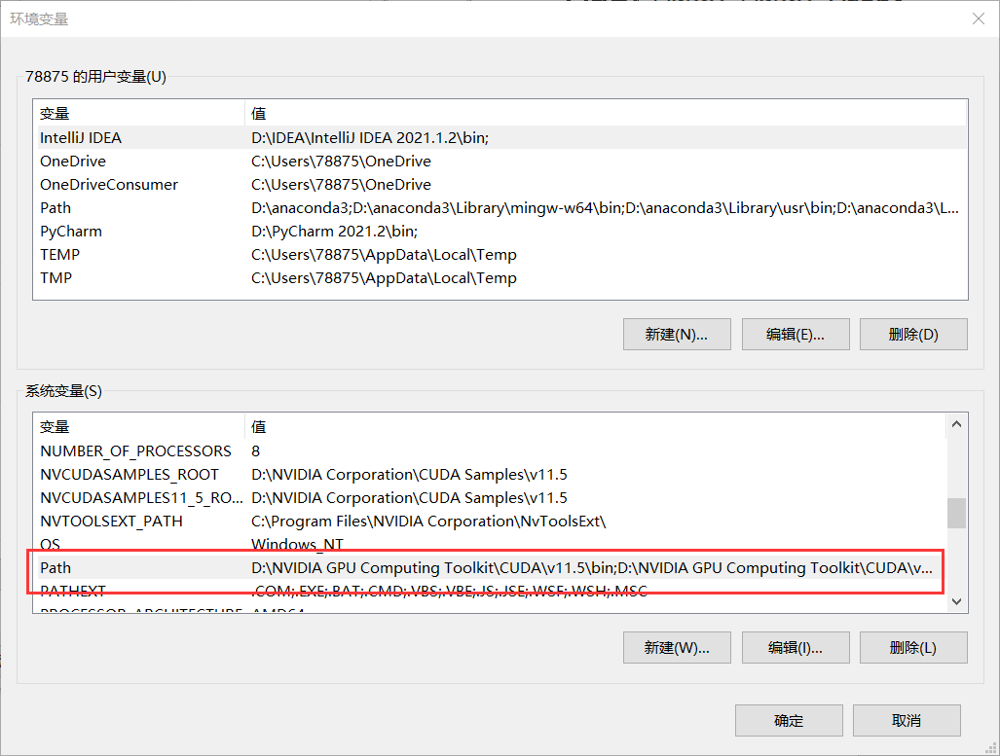 环境变量
78875 的用户变量(U)
变量 值
IntelliJ IDEA D:\IDEA\IntelliJ IDEA 2021.1.2\bin;
OneDrive C:\Users\78875\OneDrive
OneDriveConsumer C:\Users\78875\OneDrive
Path D:\anaconda3;D:\anaconda3\Library\mingw-w64\bin;D:\anaconda3\Library\usr\bin;D:\anaconda3\L...
PyCharm D:\PyCharm 2021.2\bin;
TEMP C:\Users\78875\AppData\Local\Temp
TMP C:\Users\78875\AppData\Local\Temp
新建(N)... 编辑(E)... 删除(D)
系统变量(S)
变量 值
NUMBER_OF_PROCESSORS 8
NVCUDASAMPLES_ROOT D:\NVIDIA Corporation\CUDA Samples\v11.5
NVCUDASAMPLES11_5_RO... D:\NVIDIA Corporation\CUDA Samples\v11.5
NVTOOLSEXT_PATH C:\Program Files\NVIDIA Corporation\NvToolsExt\
OS Windows_NT
Path D:\NVIDIA GPU Computing Toolkit\CUDA\v11.5\bin;D:\NVIDIA GPU Computing Toolkit\CUDA\v...
PATHEXT .COM;.EXE;.BAT;.CMD;.VBS;.VBE;.JS;.JSE;.WSF;.WSH;.MSC
PROCESSOR_ARCHITECTURE AMD64
新建(W)... 编辑(I)... 删除(L)
确定 取消